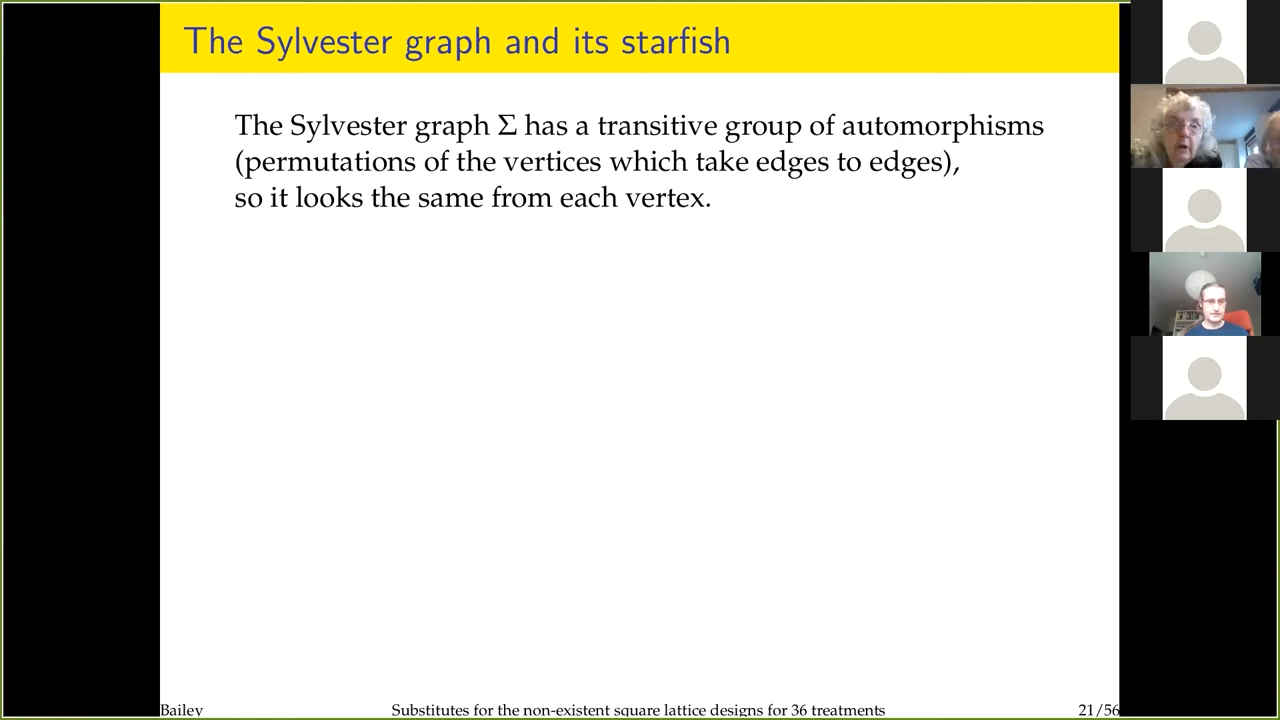 The Sylvester graph and its starfish
The Sylvester graph Σ has a transitive group of automorphisms
(permutations of the vertices which take edges to edges),
so it looks the same from each vertex.
Bailey
Substitutes for the non-existent square lattice designs for 36 treatments
21/56